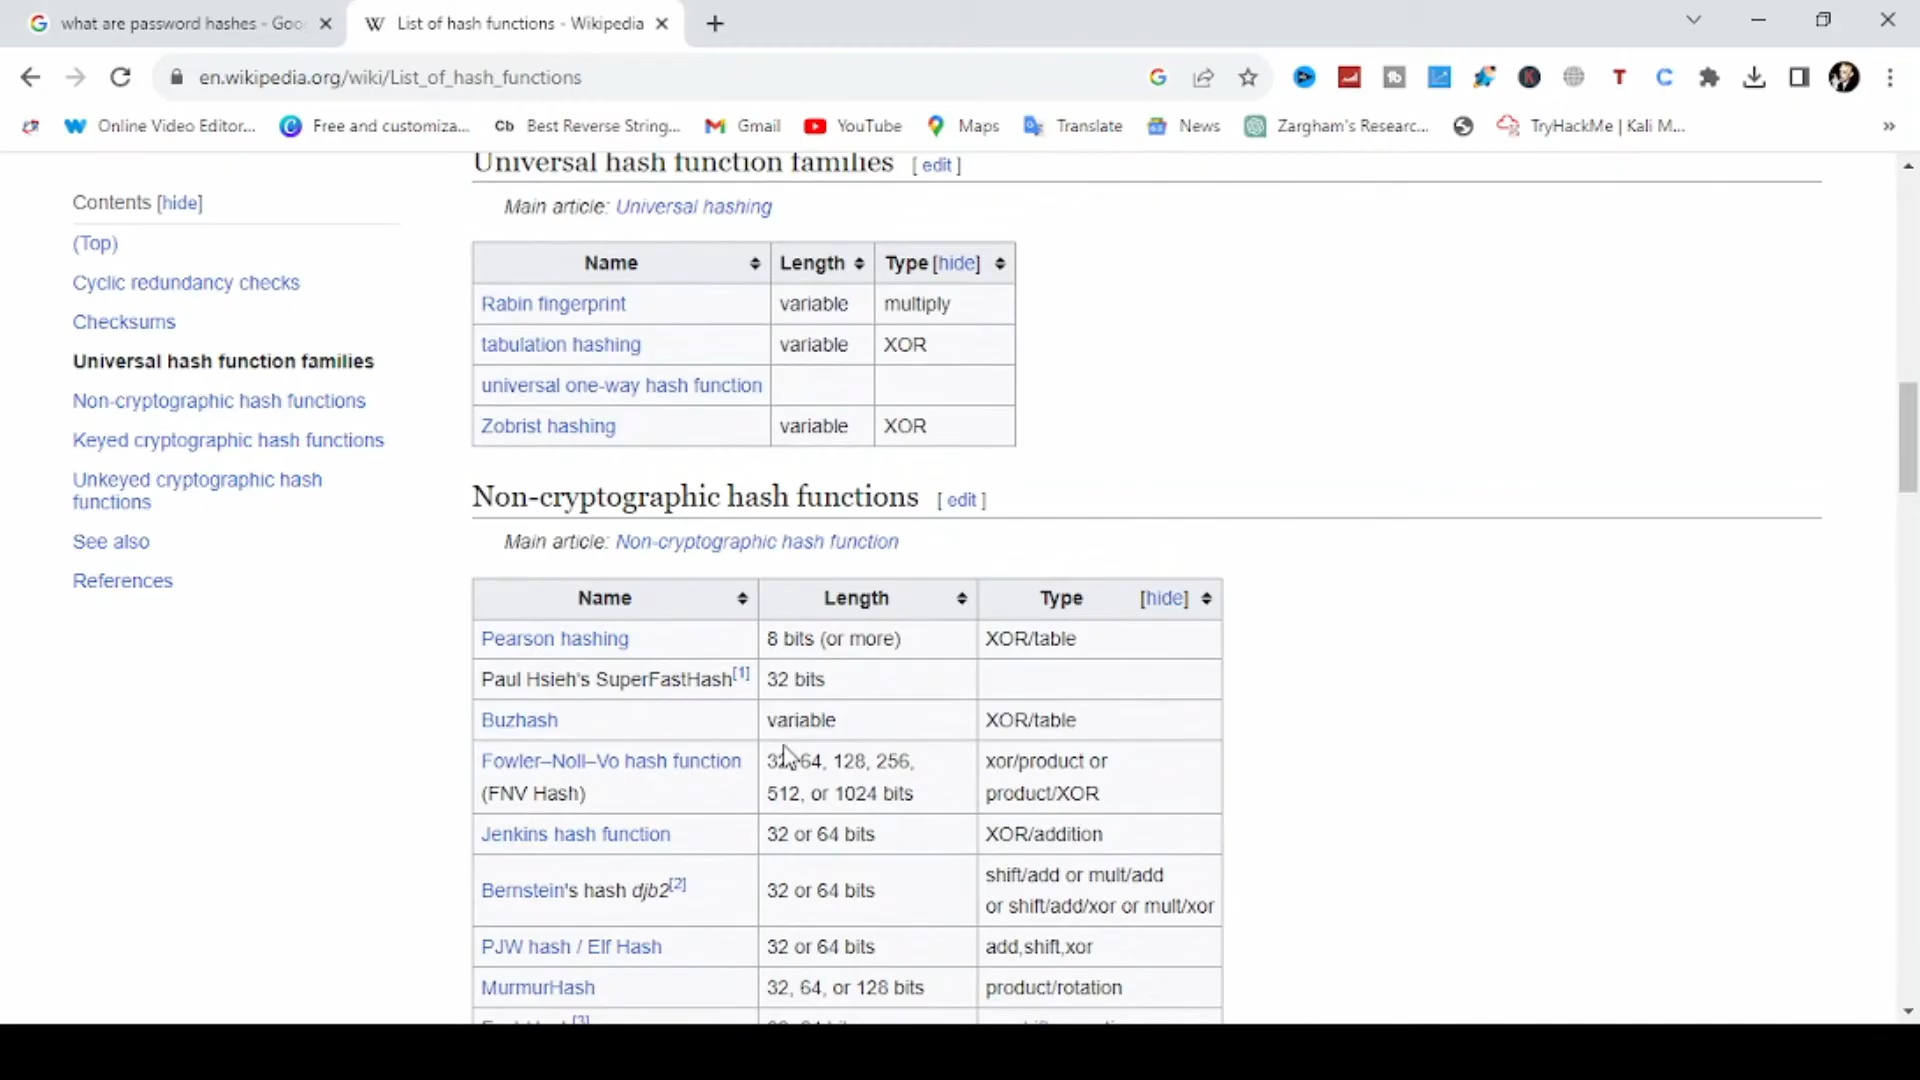 what are password hashes - Goo
List of hash functions - Wikipedia
en.wikipedia.org/wiki/List_of_hash_functions
Online Video Editor...
Free and customiza...
Best Reverse String...
Gmail
YouTube
Maps
Translate
News
Zargham's Researc...
TryHackMe | Kali M...
Contents [hide]
(Top)
Cyclic redundancy checks
Checksums
Universal hash function families
Non-cryptographic hash functions
Keyed cryptographic hash functions
Unkeyed cryptographic hash
functions
See also
References
Universal hash function families [ edit ]
Main article: Universal hashing
Name Length Type [hide]
Rabin fingerprint variable multiply
tabulation hashing variable XOR
universal one-way hash function
Zobrist hashing variable XOR
Non-cryptographic hash functions [ edit ]
Main article: Non-cryptographic hash function
Name Length Type [hide]
Pearson hashing 8 bits (or more) XOR/table
Paul Hsieh's SuperFastHash[1] 32 bits
Buzhash variable XOR/table
Fowler–Noll–Vo hash function 32, 64, 128, 256, xor/product or
(FNV Hash) 512, or 1024 bits product/XOR
Jenkins hash function 32 or 64 bits XOR/addition
shift/add or mult/add
Bernstein's hash djb2[2] 32 or 64 bits
or shift/add/xor or mult/xor
PJW hash / Elf Hash 32 or 64 bits add,shift,xor
MurmurHash 32, 64, or 128 bits product/rotation
[3]